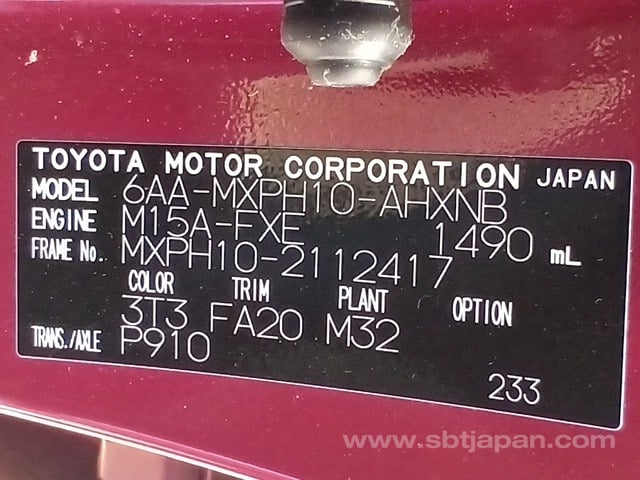 TOYOTA MOTOR CORPORATION JAPAN
MODEL 6AA-MXPH10-AHXNB
ENGINE M15A-FXE 1490 mL
FRAME No. MXPH10-2112417
COLOR TRIM PLANT OPTION
3T3 FA20 M32
TRANS./AXLE P910
233
www.sbtjapan.com